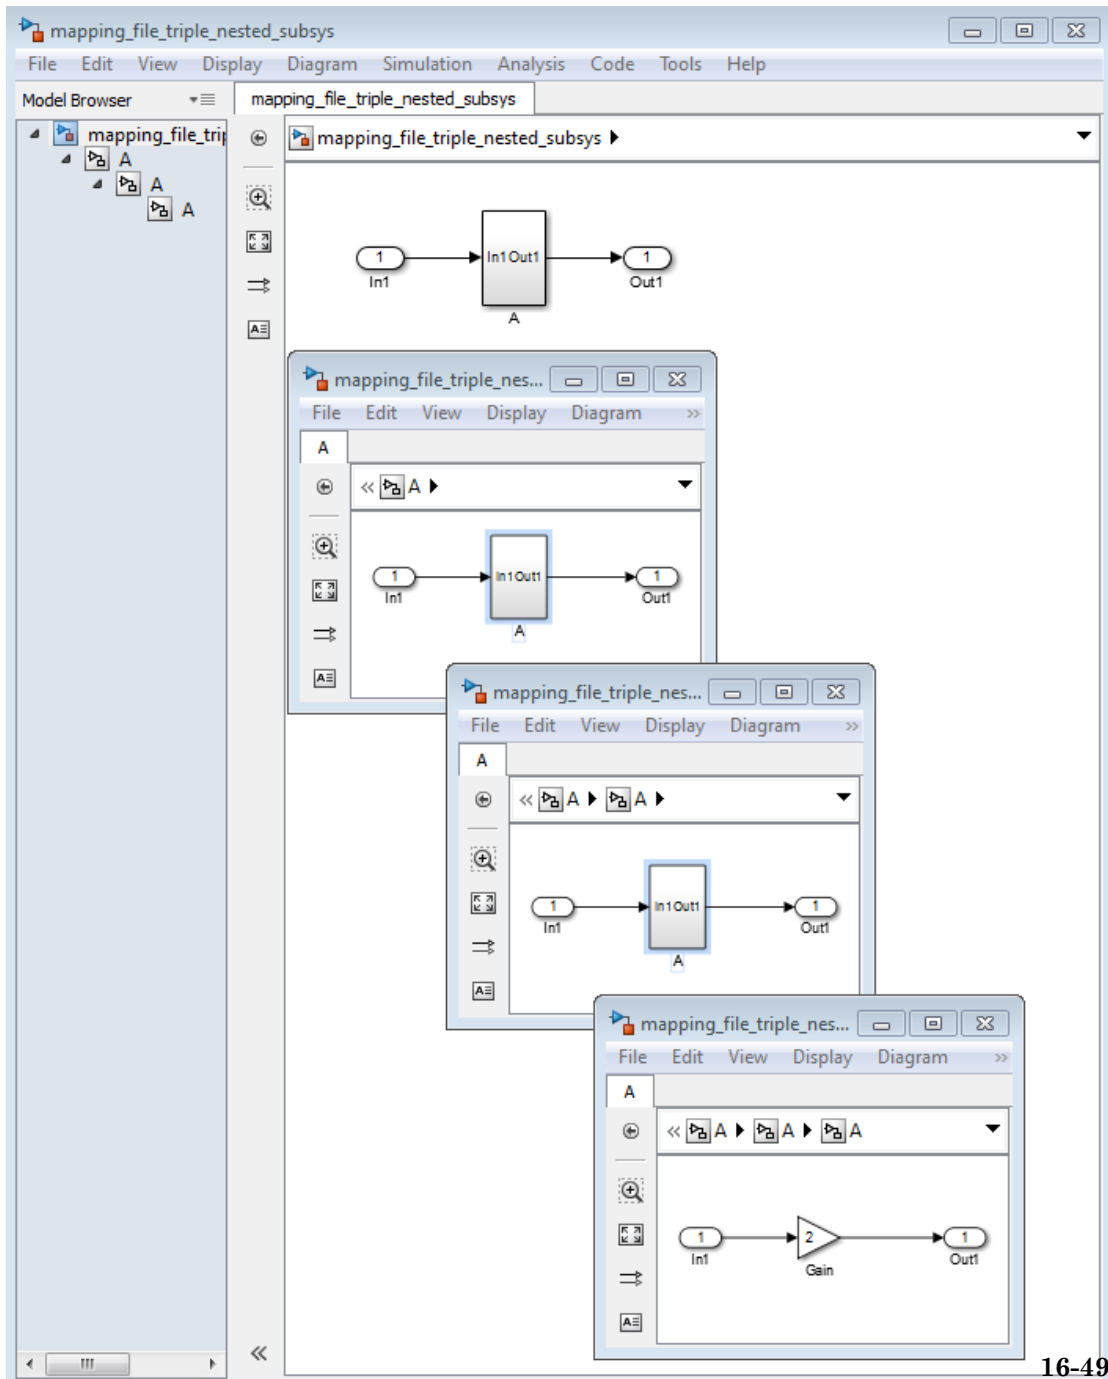 mapping_file_triple_nested_subsys
File Edit View Display Diagram Simulation Analysis Code Tools Help
Model Browser
mapping_file_triple_nested_subsys
mapping_file_trip
A
A
A
mapping_file_triple_nested_subsys
1
In1
In1 Out1
A
1
Out1
mapping_file_triple_nes...
File Edit View Display Diagram »
A
« A
1
In1
In1 Out1
A
1
Out1
mapping_file_triple_nes...
File Edit View Display Diagram »
A
« A A
1
In1
In1 Out1
A
1
Out1
mapping_file_triple_nes...
File Edit View Display Diagram »
A
« A A A
1
In1
2
Gain
1
Out1
«
16-49